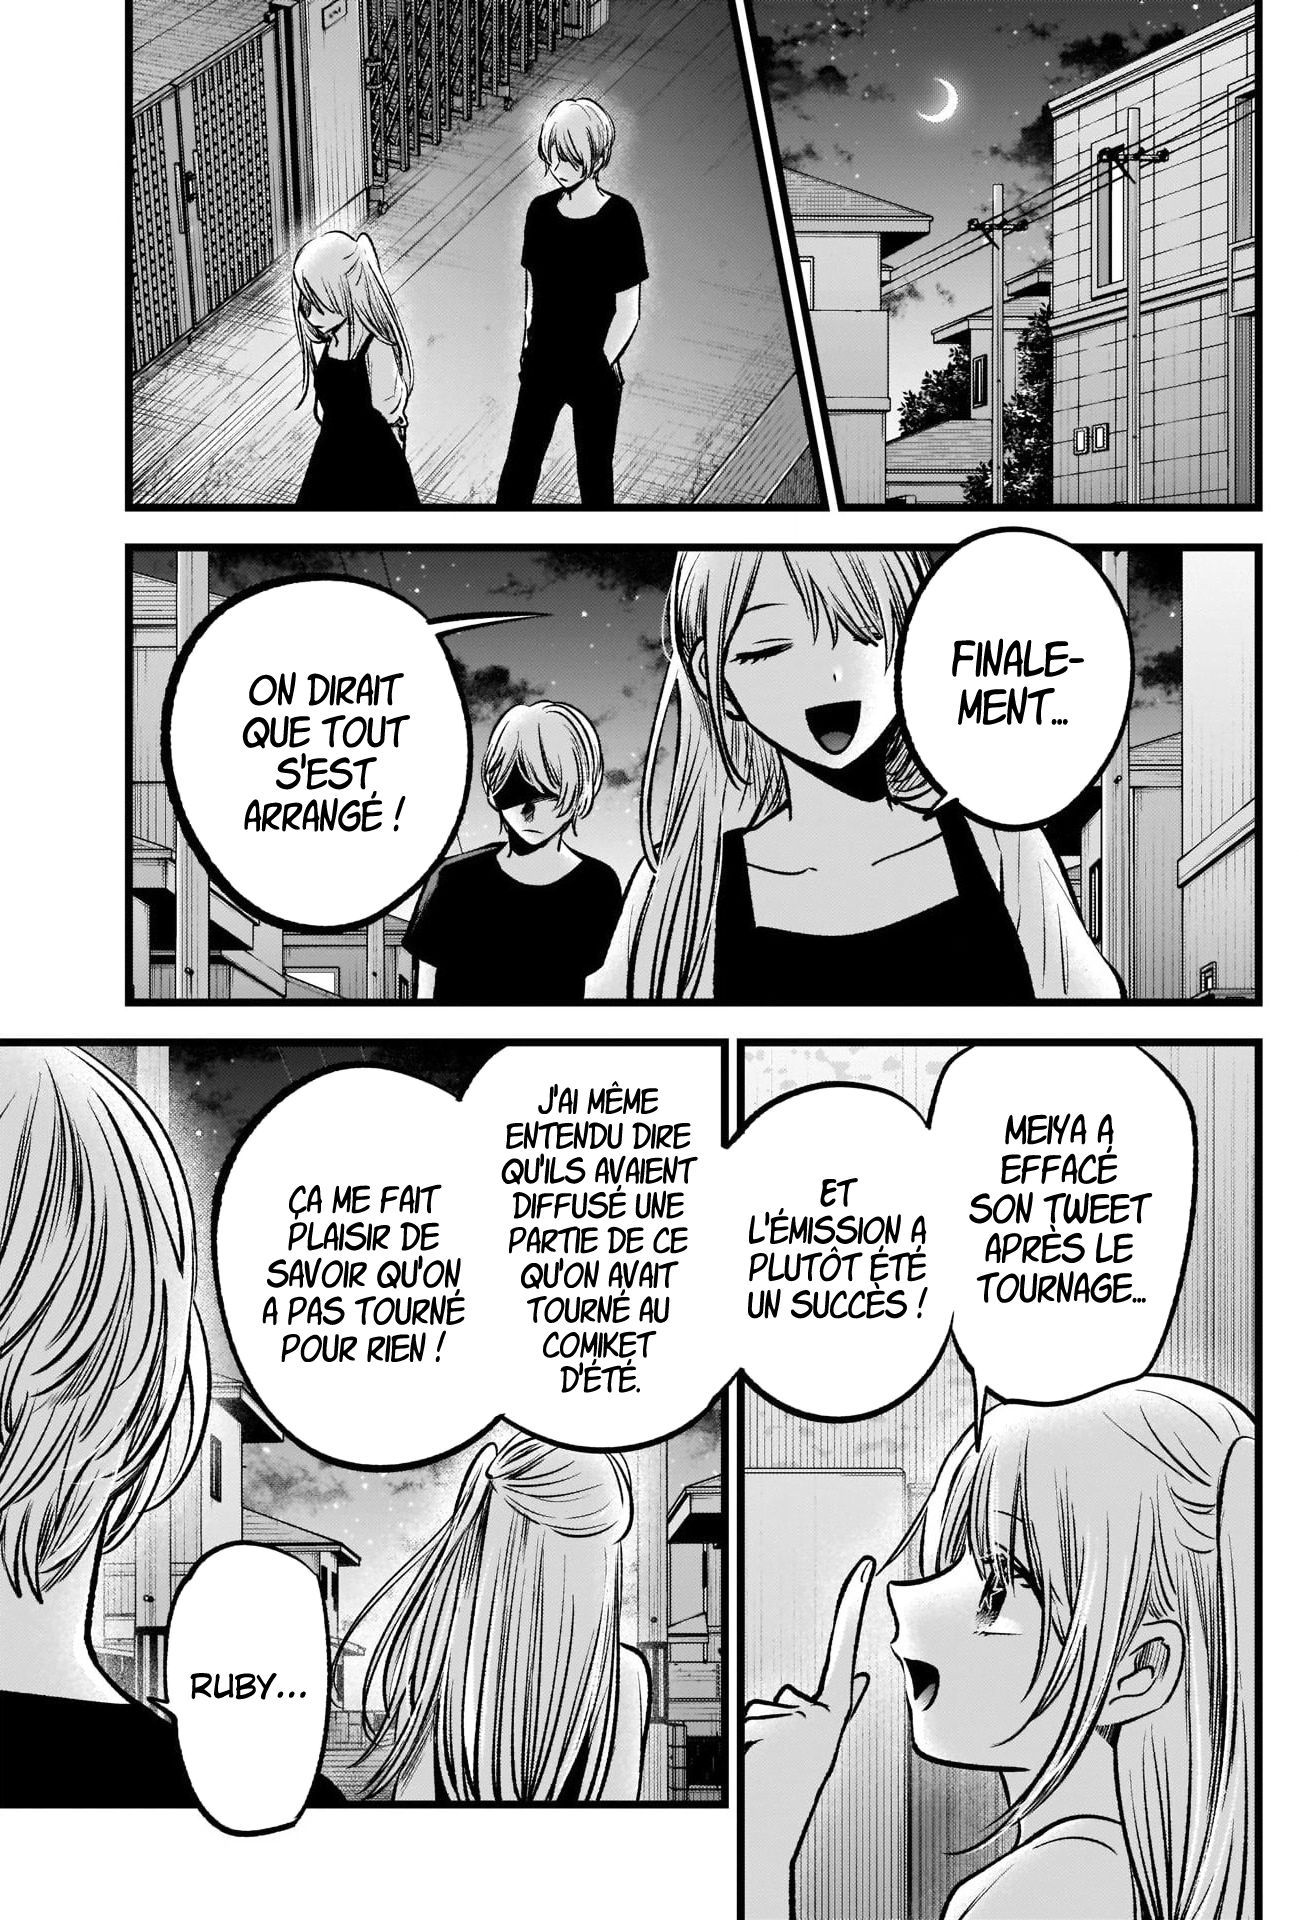 FINALE-
MENT...
ON DIRAIT
QUE TOUT
S'EST
ARRANGÉ !
MEIYA A
EFFACÉ
SON TWEET
APRÈS LE
TOURNAGE...
ET
L'ÉMISSION A
PLUTÔT ÉTÉ
UN SUCCÈS !
J'AI MÊME
ENTENDU DIRE
QU'ILS AVAIENT
DIFFUSÉ UNE
PARTIE DE CE
QU'ON AVAIT
TOURNÉ AU
COMIKET
D'ÉTÉ.
ÇA ME FAIT
PLAISIR DE
SAVOIR QU'ON
A PAS TOURNÉ
POUR RIEN !
RUBY...